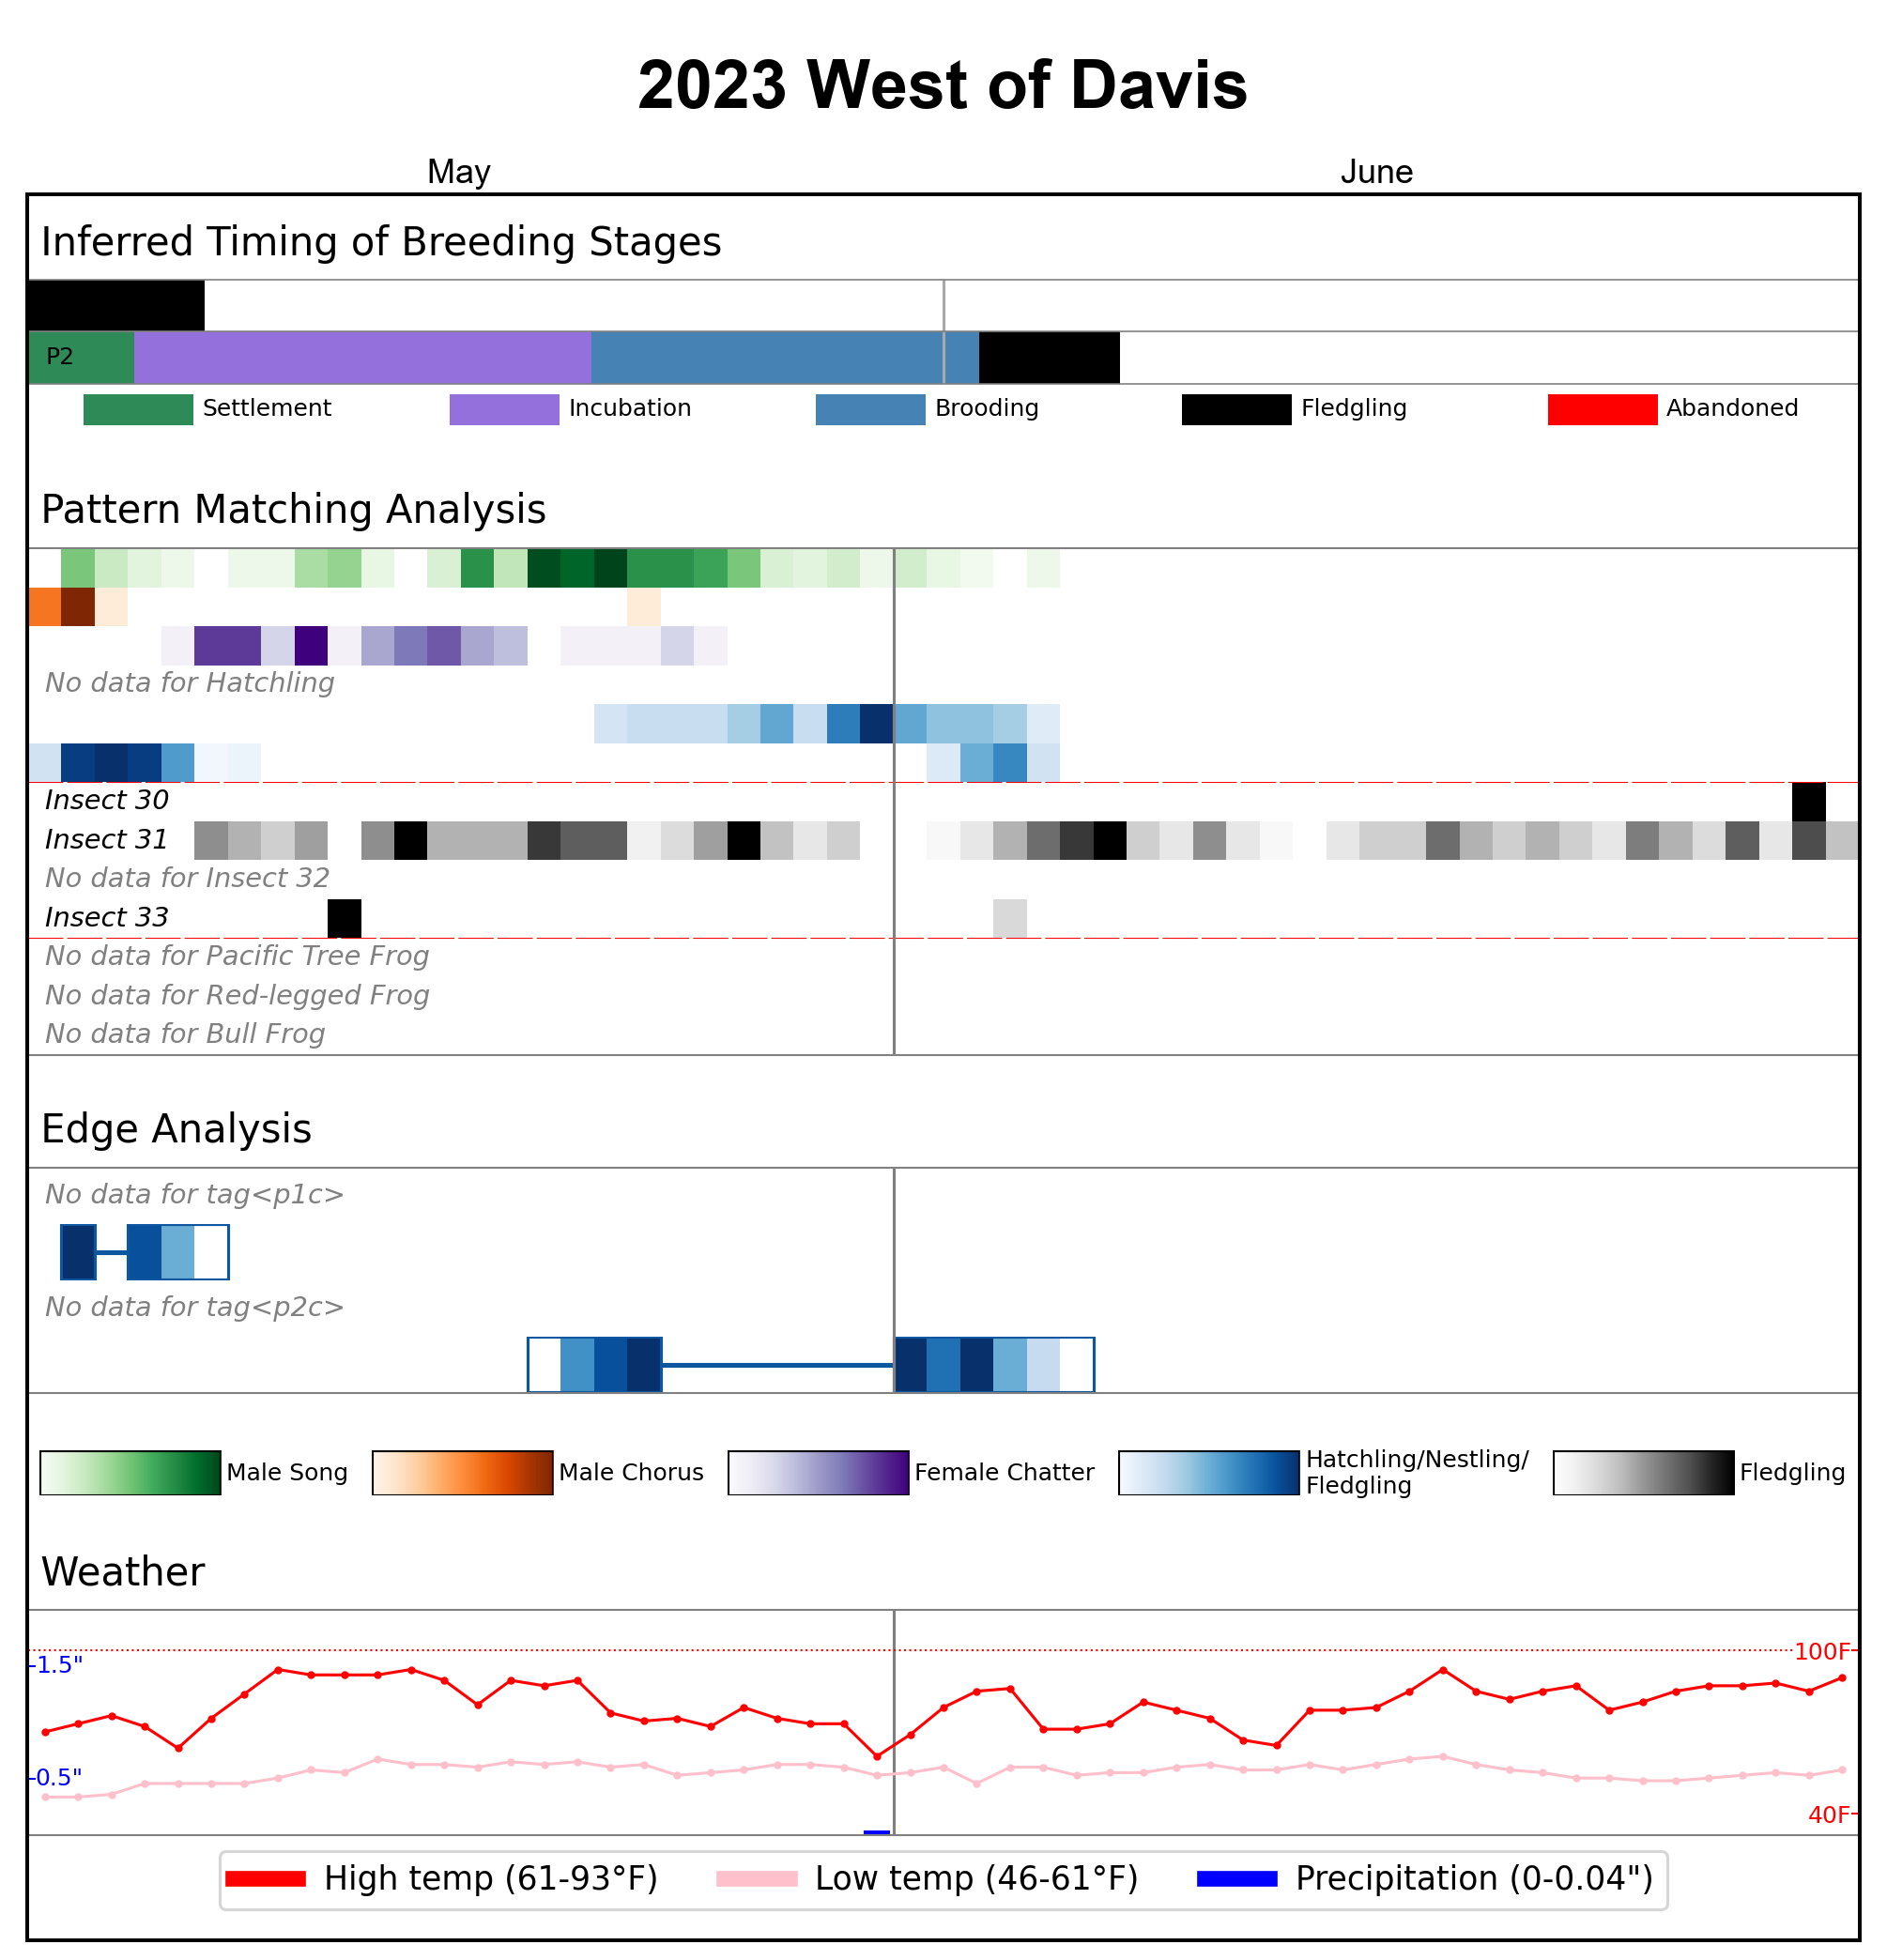 2023 West of Davis
May
June
Inferred Timing of Breeding Stages
P2
Settlement
Incubation
Brooding
Fledgling
Abandoned
Pattern Matching Analysis
No data for Hatchling
Insect 30
Insect 31
No data for Insect 32
Insect 33
No data for Pacific Tree Frog
No data for Red-legged Frog
No data for Bull Frog
Edge Analysis
No data for tag<p1c>
No data for tag<p2c>
Male Song
Male Chorus
Female Chatter
Hatchling/Nestling/
Fledgling
Fledgling
Weather
100F
1.5"
0.5"
40F
High temp (61-93°F)
Low temp (46-61°F)
Precipitation (0-0.04")